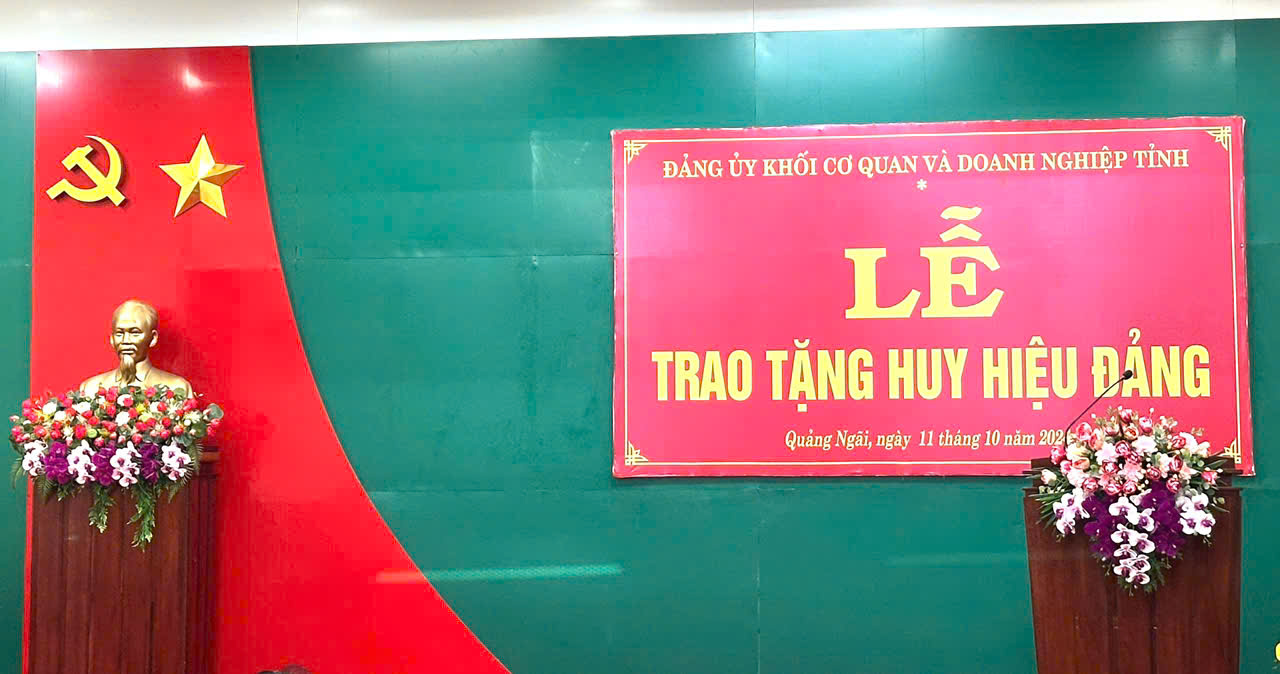 ĐẢNG ỦY KHỐI CƠ QUAN VÀ DOANH NGHIỆP TỈNH
*
LỄ
TRAO TẶNG HUY HIỆU ĐẢNG
Quảng Ngãi, ngày 11 tháng 10 năm